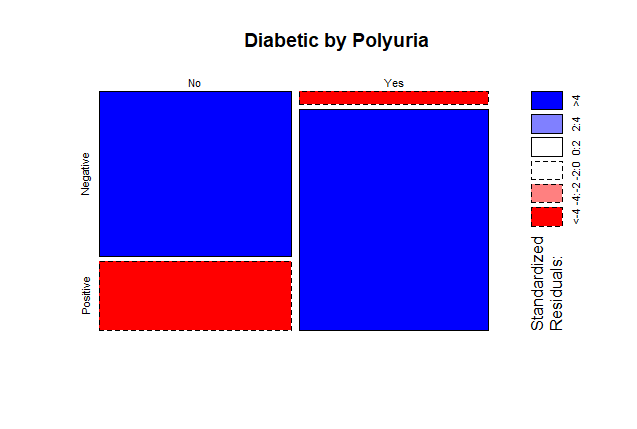 Diabetic by Polyuria
No
Yes
Negative
Positive
Standardized
Residuals:
<-4
-4:-2
-2:0
0:2
2:4
>4